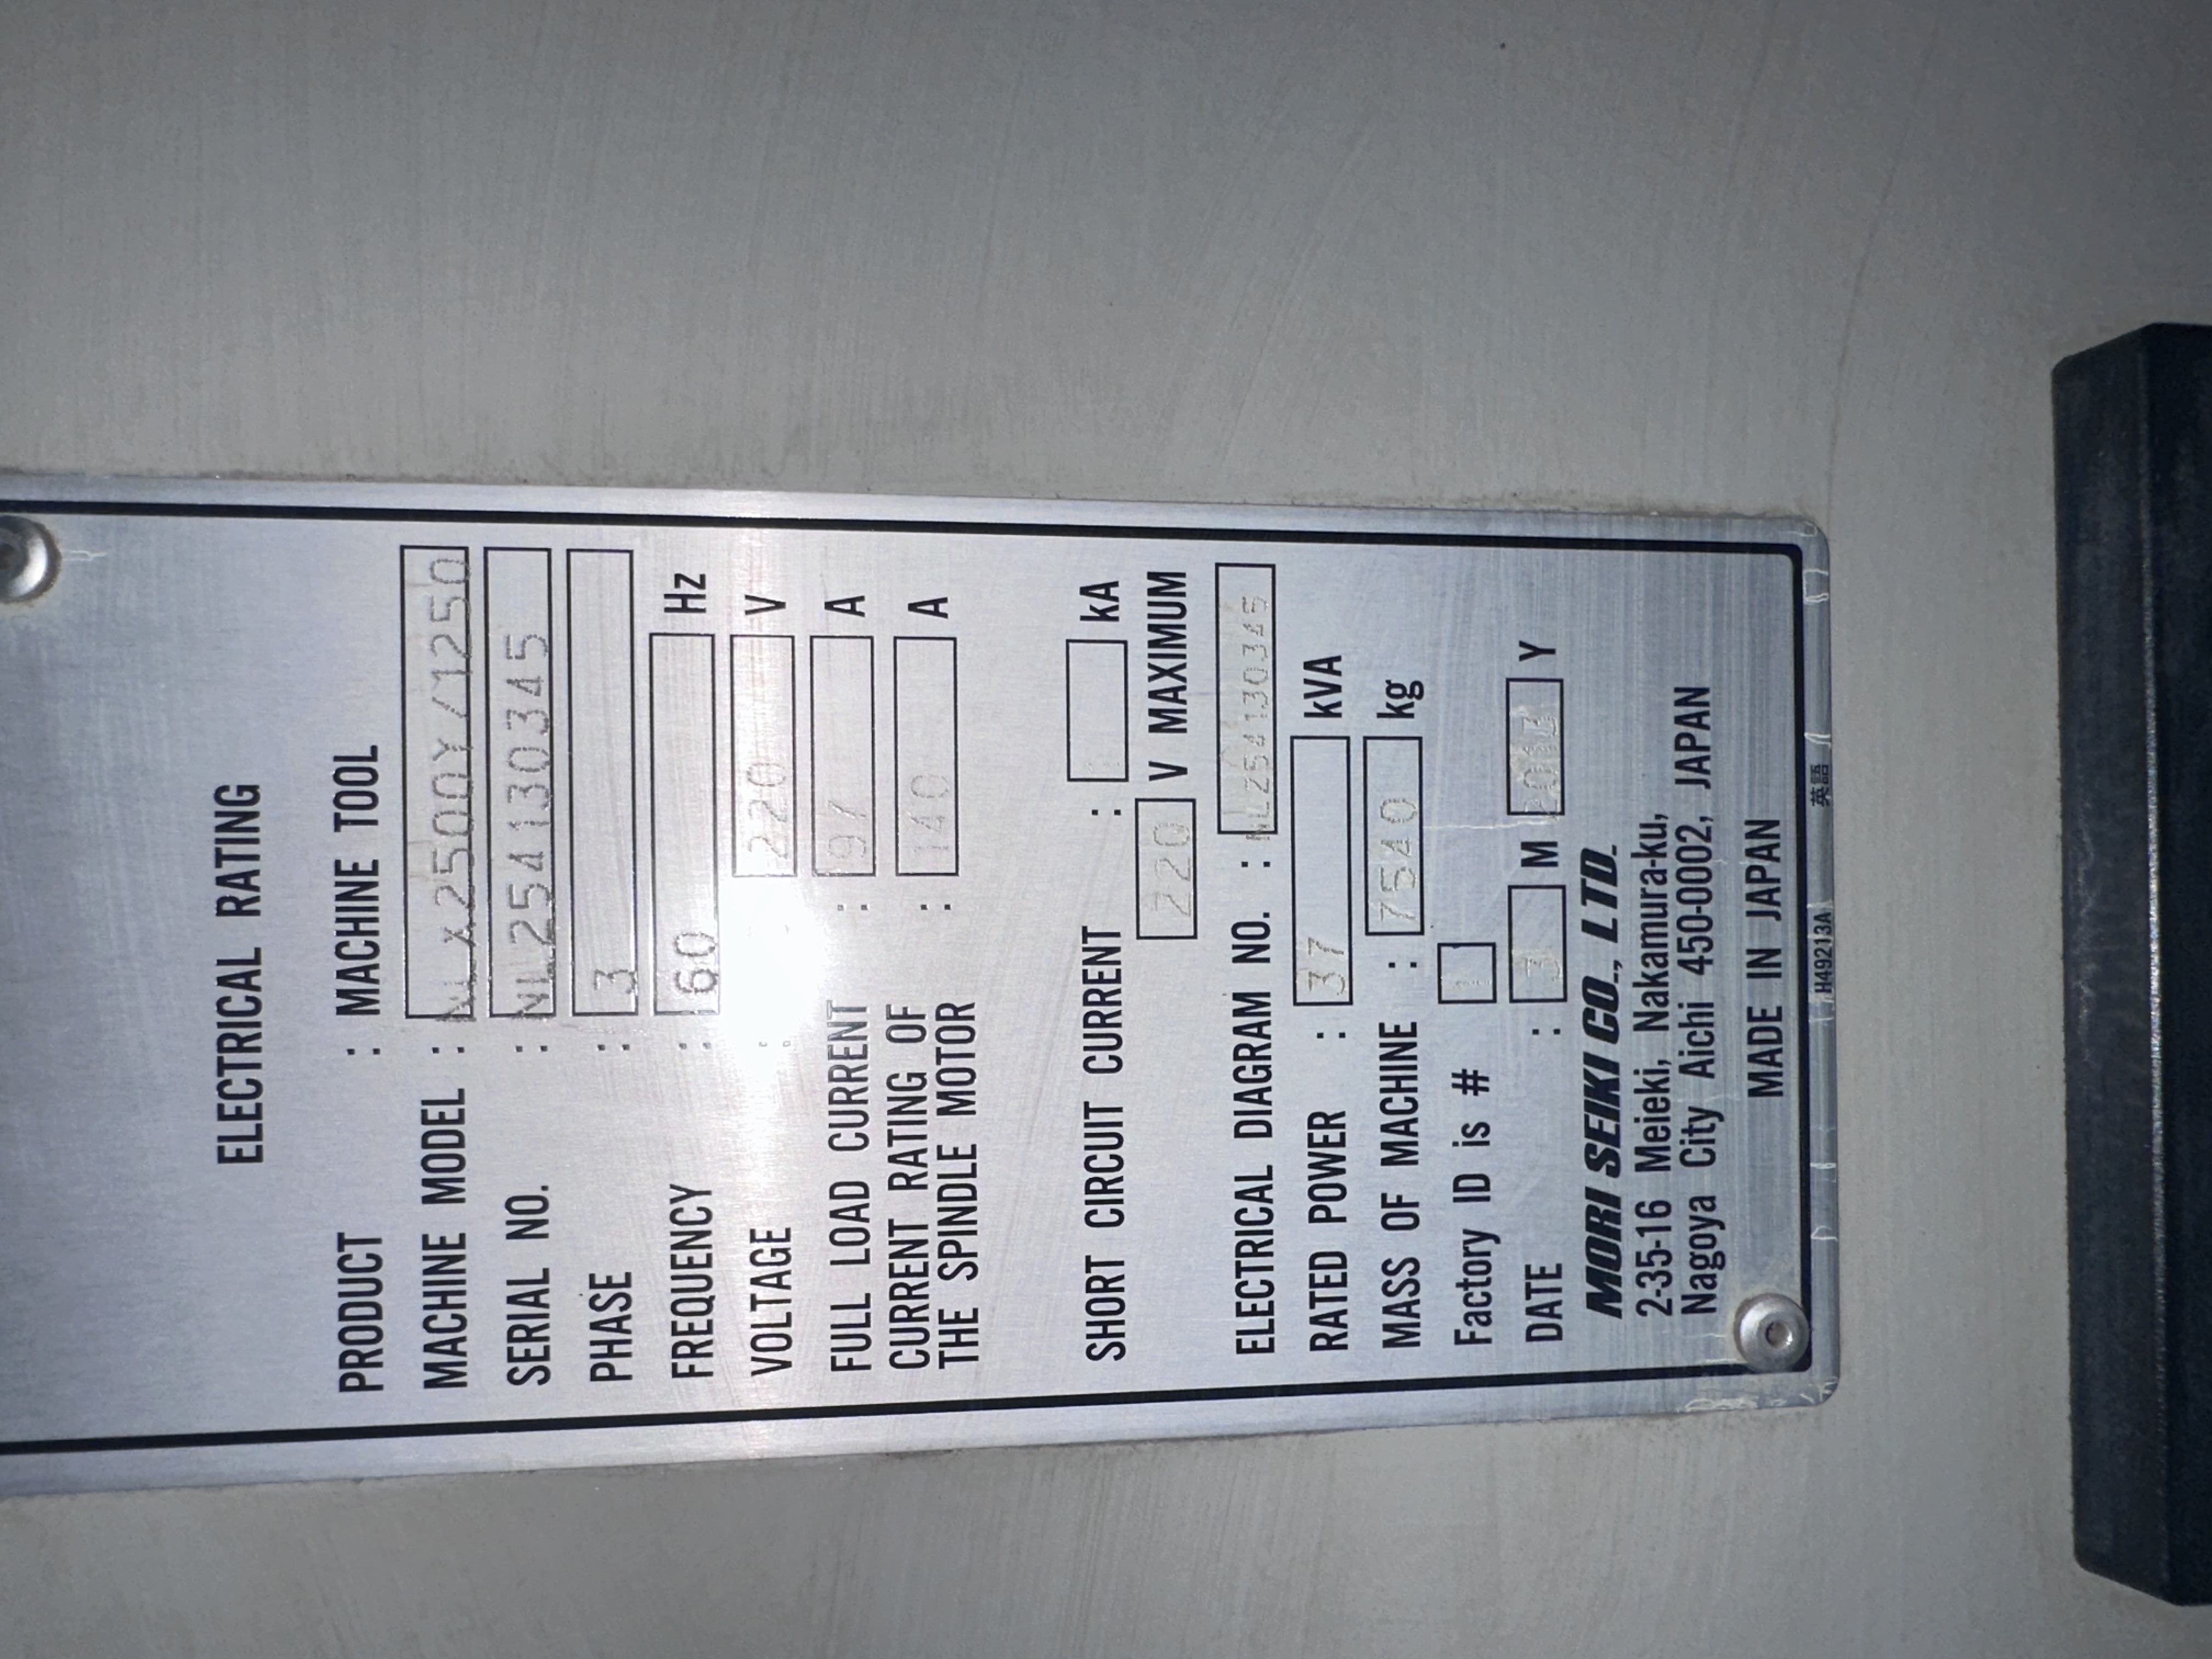 ELECTRICAL RATING
PRODUCT : MACHINE TOOL
MACHINE MODEL : NLX2500Y/1250
SERIAL NO. : NL254130345
PHASE : 3
FREQUENCY : 60 Hz
VOLTAGE : 220 V
FULL LOAD CURRENT : 97 A
CURRENT RATING OF
THE SPINDLE MOTOR : 140 A
SHORT CIRCUIT CURRENT : kA
220 V MAXIMUM
ELECTRICAL DIAGRAM NO. : NL254130345
RATED POWER : 37 kVA
MASS OF MACHINE : 7540 kg
Factory ID is # 1
DATE : 3 M 2013 Y
MORI SEIKI CO., LTD.
2-35-16 Meieki, Nakamura-ku,
Nagoya City Aichi 450-0002, JAPAN
MADE IN JAPAN
H49213A 英語